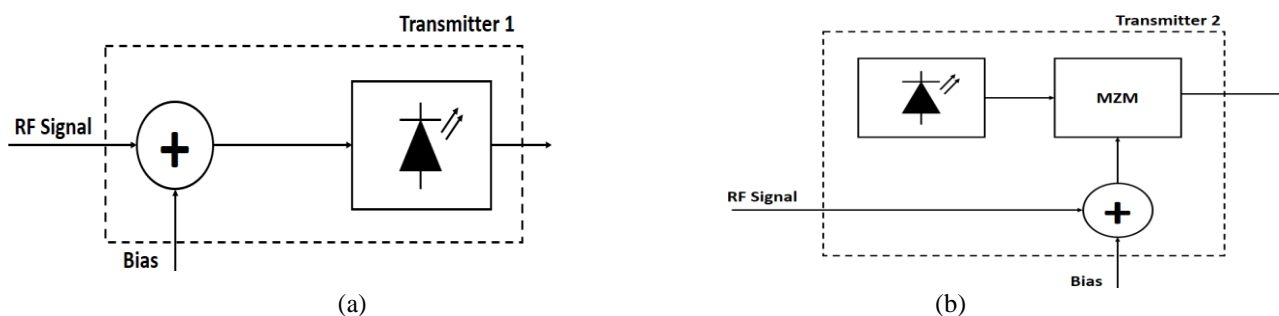 Transmitter 1
RF Signal
+
Bias
(a)
Transmitter 2
MZM
RF Signal
+
Bias
(b)